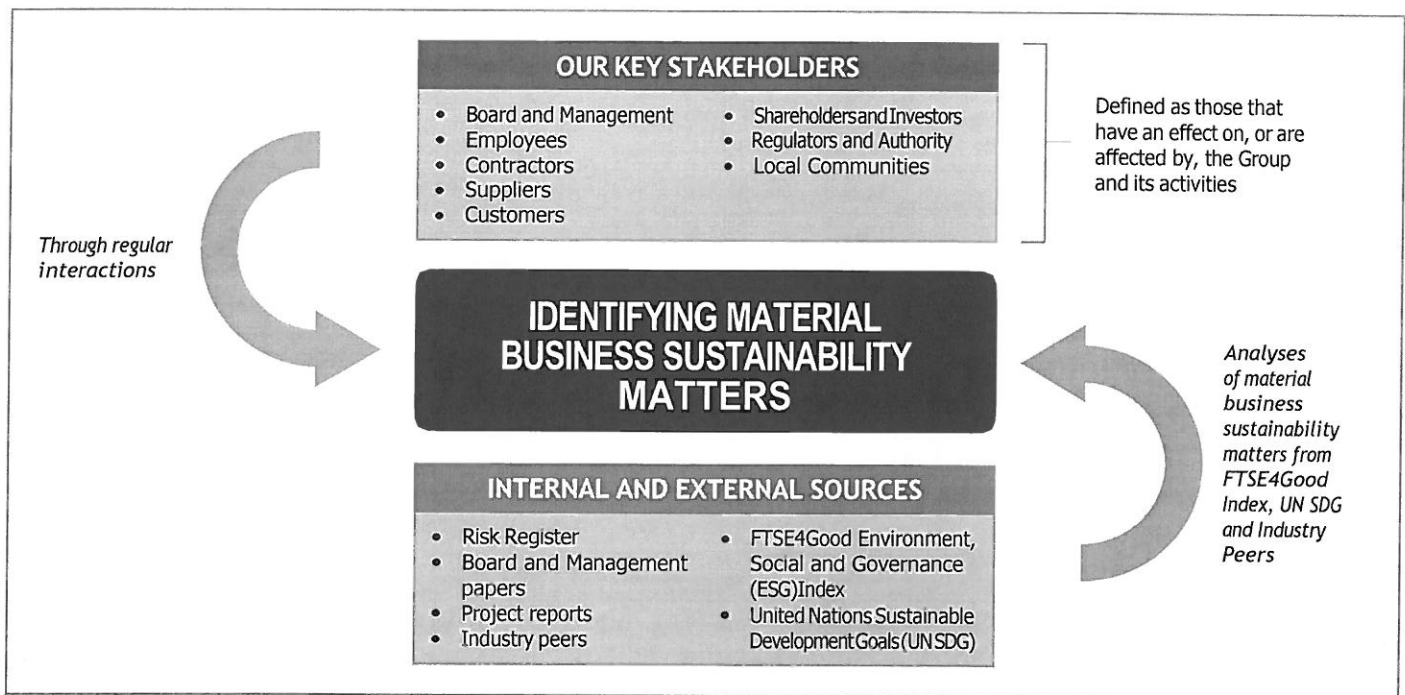 OUR KEY STAKEHOLDERS
• Board and Management
• Employees
• Contractors
• Suppliers
• Customers
• Shareholders and Investors
• Regulators and Authority
• Local Communities
Defined as those that
have an effect on, or are
affected by, the Group
and its activities
Through regular
interactions
IDENTIFYING MATERIAL
BUSINESS SUSTAINABILITY
MATTERS
Analyses
of material
business
sustainability
matters from
FTSE4Good
Index, UN SDG
and Industry
Peers
INTERNAL AND EXTERNAL SOURCES
• Risk Register
• Board and Management
papers
• Project reports
• Industry peers
• FTSE4Good Environment,
Social and Governance
(ESG)Index
• United Nations Sustainable
Development Goals (UN SDG)